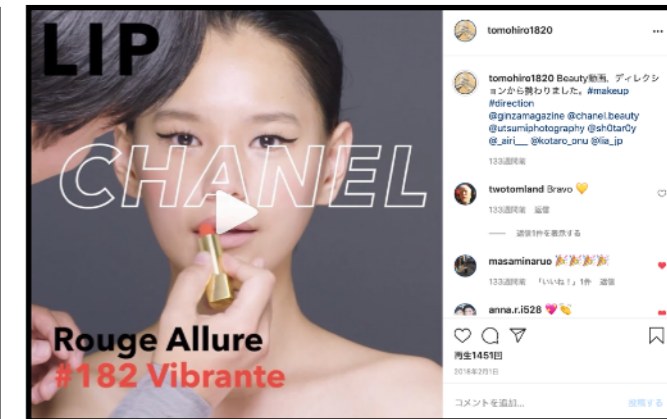 LIP
CHANEL
Rouge Allure
#182 Vibrante
tomohiro1820
tomohiro1820 Beauty動画、ディレクシ
ョンから携わりました。#makeup
#direction
@ginzamagazine @chanel.beauty
@utsumiphotography @sh0tar0y
@_airi___ @kotaro_onu @lia_jp
133週間前
twotomland Bravo 💛
133週間前 返信
返信1件を表示する
masaminaruo 🎉🎉🎉🎉
133週間前 「いいね！」1件 返信
anna.r.i528 💖👏
再生1451回
2018年2月1日
コメントを追加...
投稿する